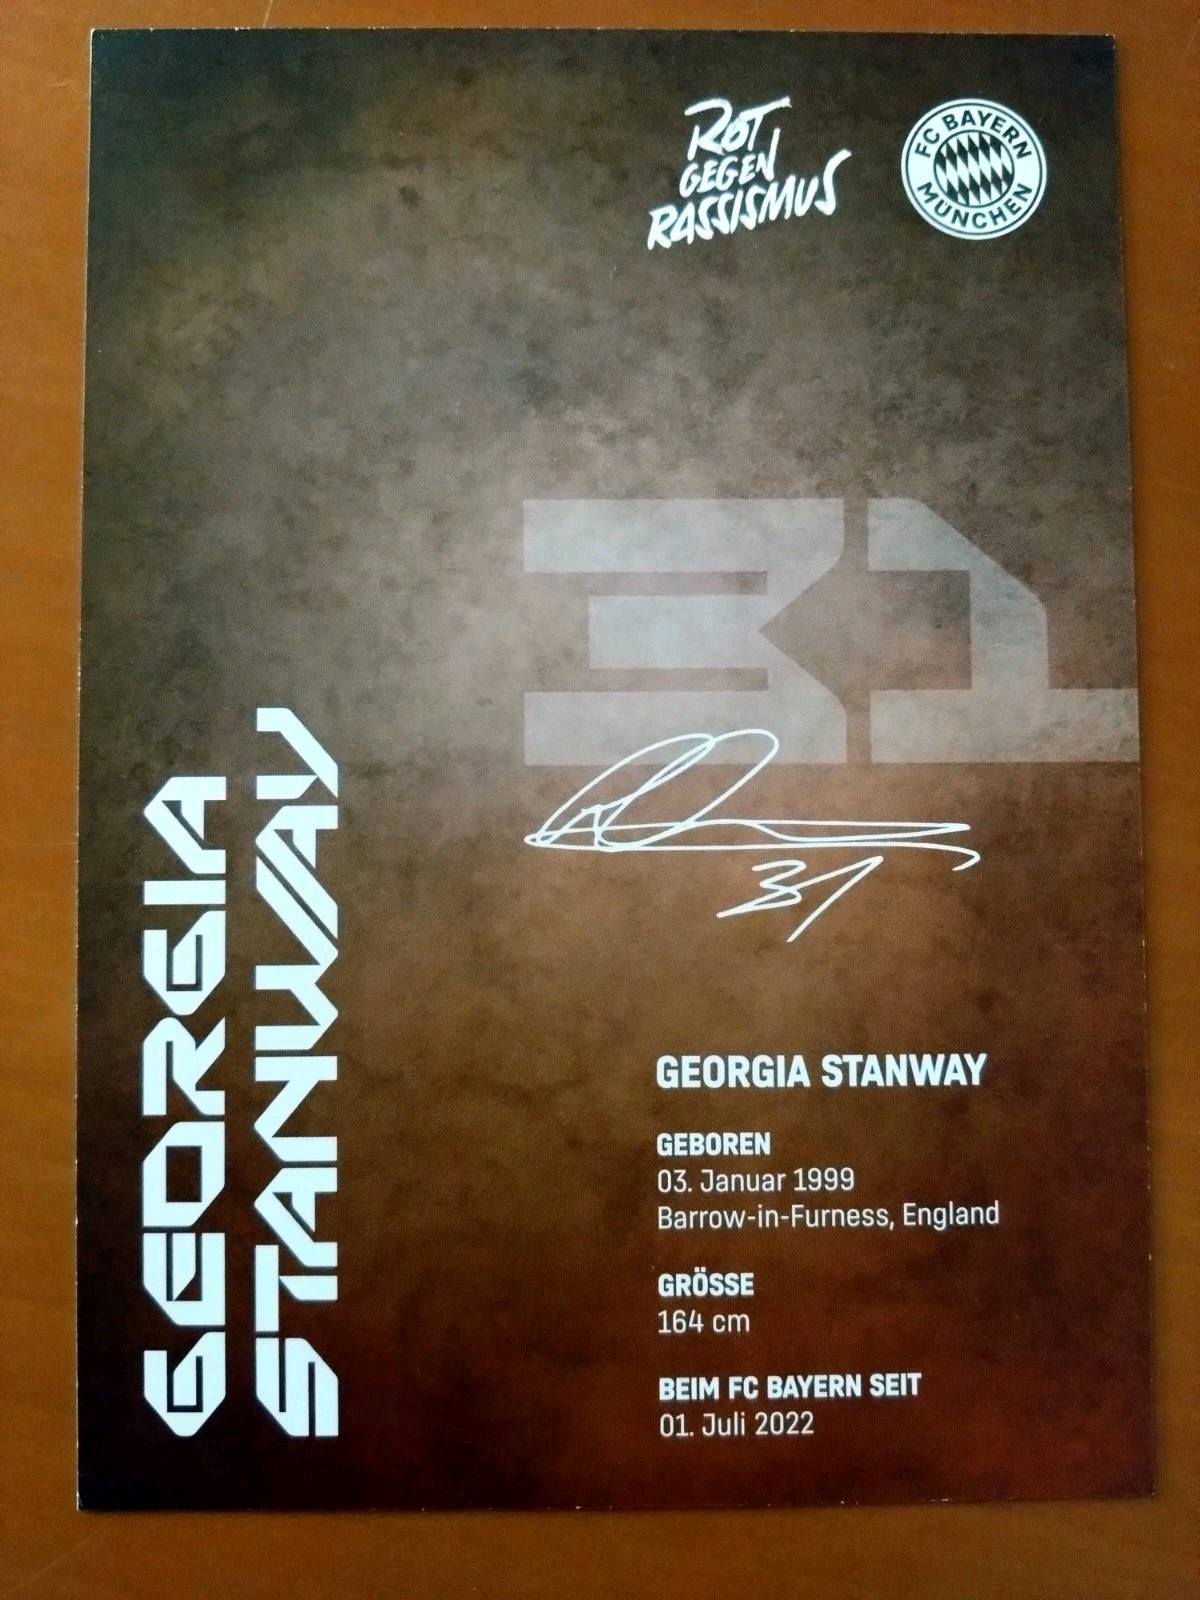 ROT
GEGEN
RASSISMUS
FC BAYERN
MÜNCHEN
31
31
GEORGIA
STANWAY
GEORGIA STANWAY
GEBOREN
03. Januar 1999
Barrow-in-Furness, England
GRÖSSE
164 cm
BEIM FC BAYERN SEIT
01. Juli 2022